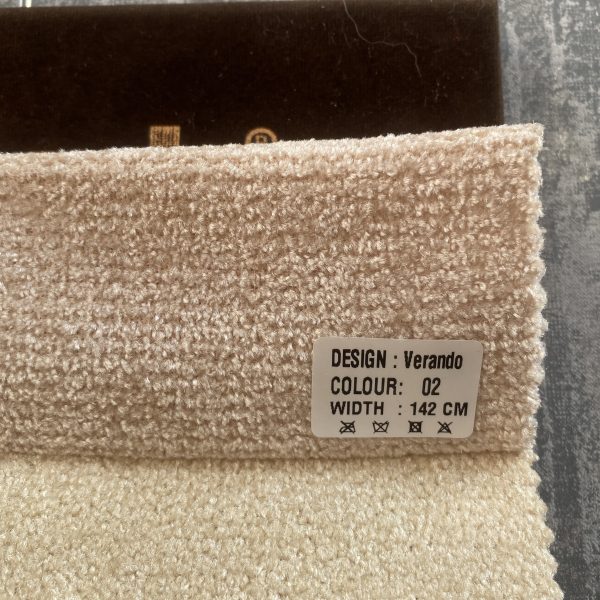 DESIGN : Verando
COLOUR: 02
WIDTH : 142 CM